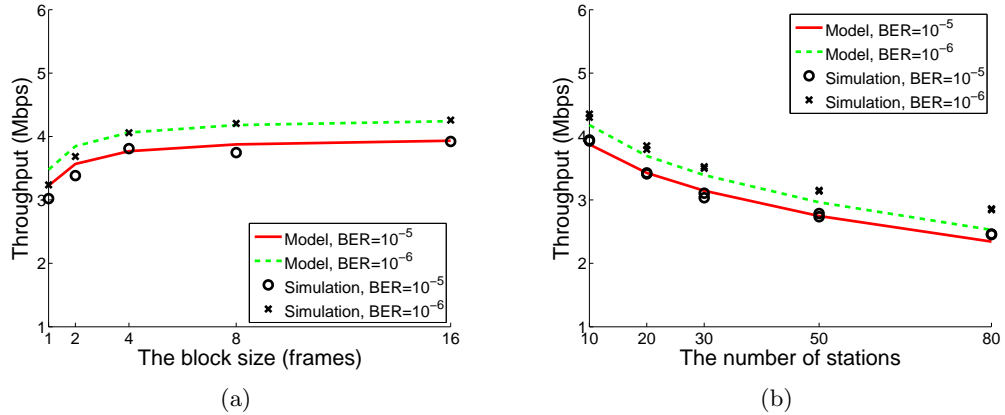 6
5
4
3
2
1
Throughput (Mbps)
Model, BER=10⁻⁵
Model, BER=10⁻⁶
Simulation, BER=10⁻⁵
Simulation, BER=10⁻⁶
1 2 4 8 16
The block size (frames)
(a)
6
5
4
3
2
1
Throughput (Mbps)
Model, BER=10⁻⁵
Model, BER=10⁻⁶
Simulation, BER=10⁻⁵
Simulation, BER=10⁻⁶
10 20 30 50 80
The number of stations
(b)